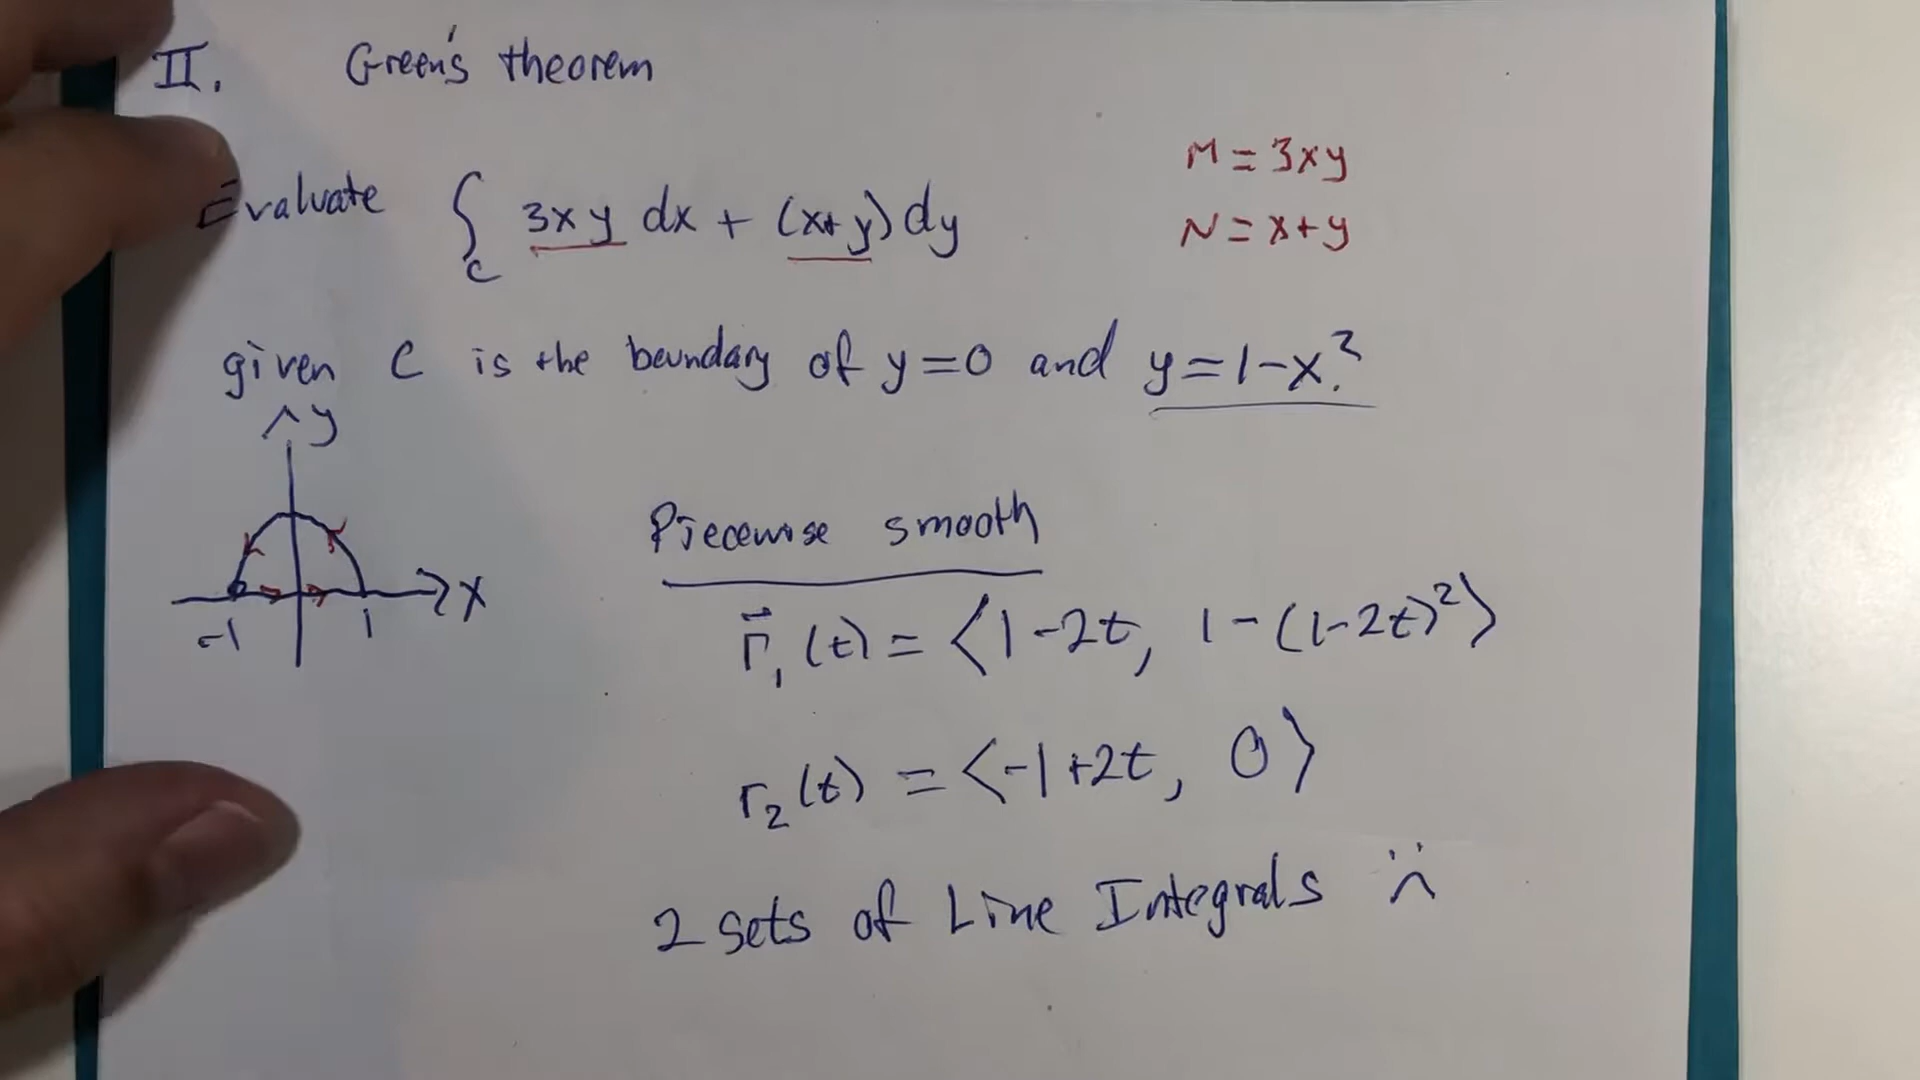 II. Green's theorem
Evaluate ∫_C 3xy dx + (x+y) dy
M = 3xy
N = x+y
given C is the boundary of y=0 and y=1-x².
y
x
-1 1
Piecewise smooth
r⃗₁(t) = ⟨1-2t, 1-(1-2t)²⟩
r₂(t) = ⟨-1+2t, 0⟩
2 sets of Line Integrals